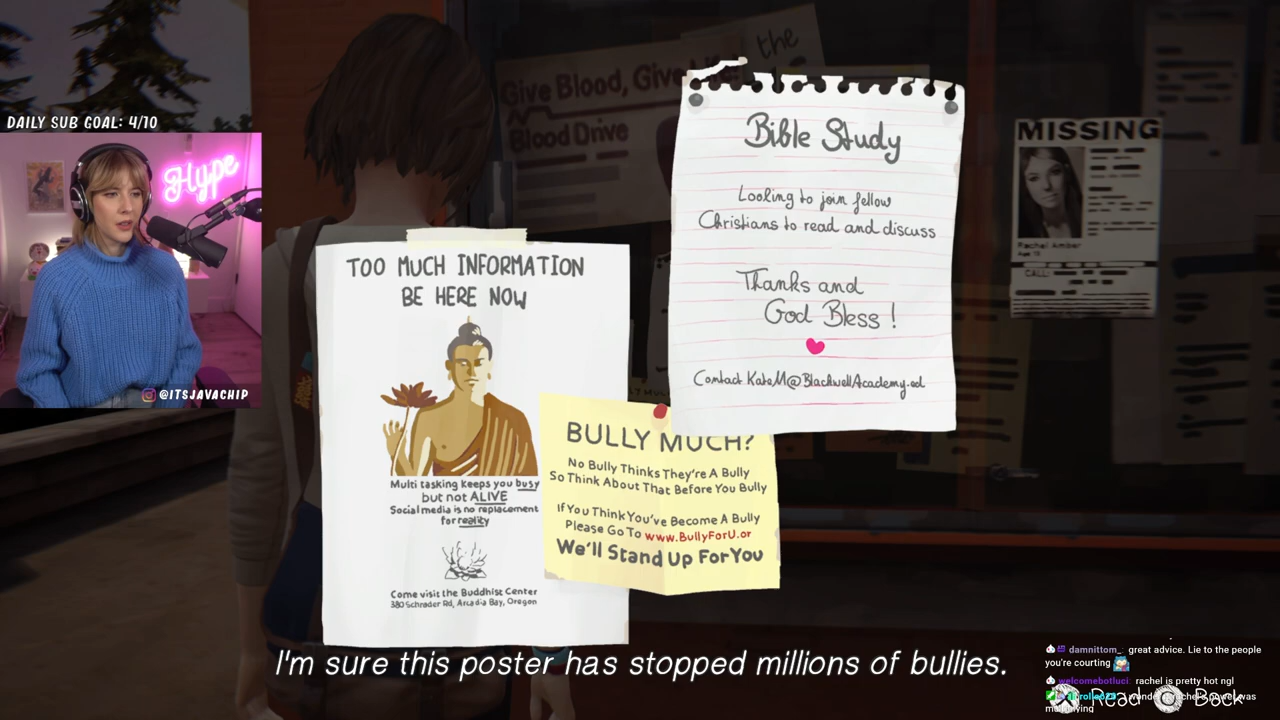 DAILY SUB GOAL: 4/10
Hype
@ITSJAVACHIP
the
Give Blood, Give Life!
Blood Drive
MISSING
Rachel Amber
CALL:
TOO MUCH INFORMATION
BE HERE NOW
Multi tasking keeps you busy
but not ALIVE
Social media is no replacement
for reality
Come visit the Buddhist Center
380 Schrader Rd, Arcadia Bay, Oregon
Bible Study
Looking to join fellow
Christians to read and discuss
Thanks and
God Bless !
Contact KateM@BlackwellAcademy.ed
BULLY MUCH?
No Bully Thinks They're A Bully
So Think About That Before You Bully
If You Think You've Become A Bully
Please Go To www.BullyForU.or
We'll Stand Up For You
I'm sure this poster has stopped millions of bullies.
damnittom_: great advice. Lie to the people
you're courting
welcomebotluci: rachel is pretty hot ngl
Read
Back